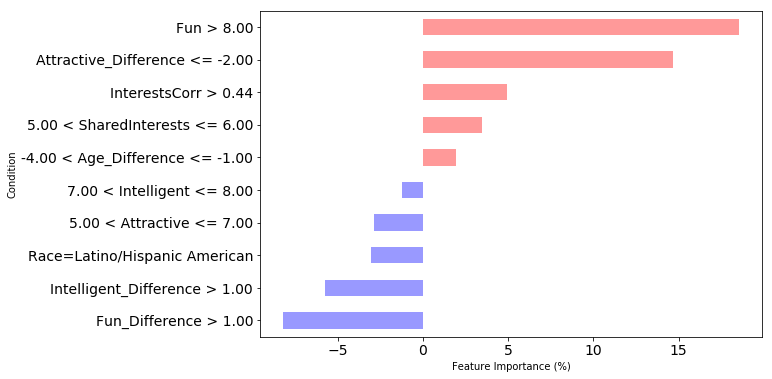 Fun > 8.00
Attractive_Difference <= -2.00
InterestsCorr > 0.44
5.00 < SharedInterests <= 6.00
-4.00 < Age_Difference <= -1.00
7.00 < Intelligent <= 8.00
5.00 < Attractive <= 7.00
Race=Latino/Hispanic American
Intelligent_Difference > 1.00
Fun_Difference > 1.00
Condition
−5 0 5 10 15
Feature Importance (%)